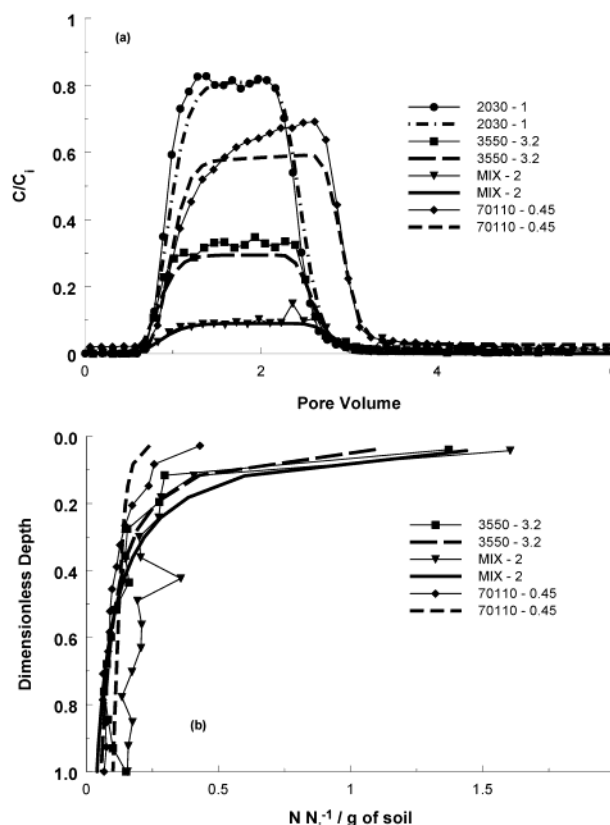 1
(a)
0.8
0.6
0.4
0.2
0
C/Ci
2030 - 1
2030 - 1
3550 - 3.2
3550 - 3.2
MIX - 2
MIX - 2
70110 - 0.45
70110 - 0.45
0 2 4
Pore Volume
0.0
0.2
0.4
0.6
0.8
1.0
Dimensionless Depth
3550 - 3.2
3550 - 3.2
MIX - 2
MIX - 2
70110 - 0.45
70110 - 0.45
(b)
0 0.5 1 1.5
/ g of soil